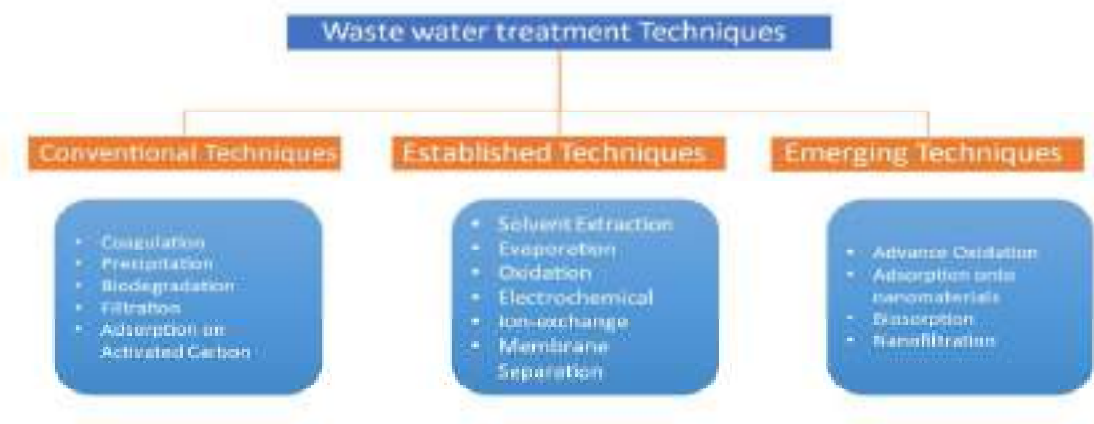 Waste water treatment Techniques
Conventional Techniques
Established Techniques
Emerging Techniques
• Coagulation
• Precipitation
• Biodegradation
• Filtration
• Adsorption on
Activated Carbon
• Solvent Extraction
• Evaporation
• Oxidation
• Electrochemical
• Ion-exchange
• Membrane
Separation
• Advance Oxidation
• Adsorption onto
nanomaterials
• Biosorption
• Nanofiltration